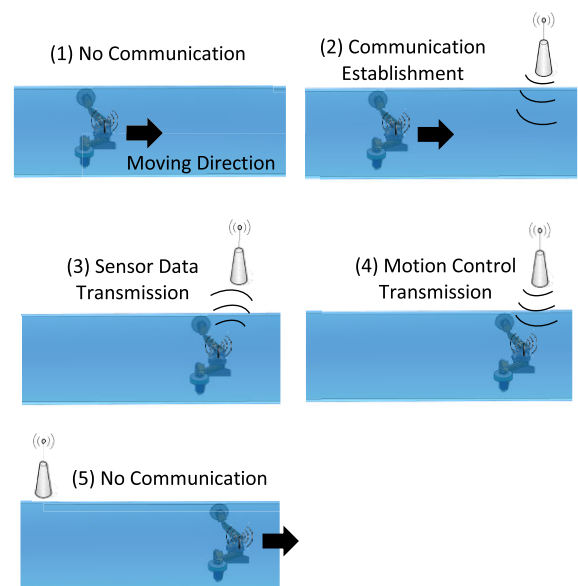 (1) No Communication
Moving Direction
(2) Communication
Establishment
(3) Sensor Data
Transmission
(4) Motion Control
Transmission
(5) No Communication